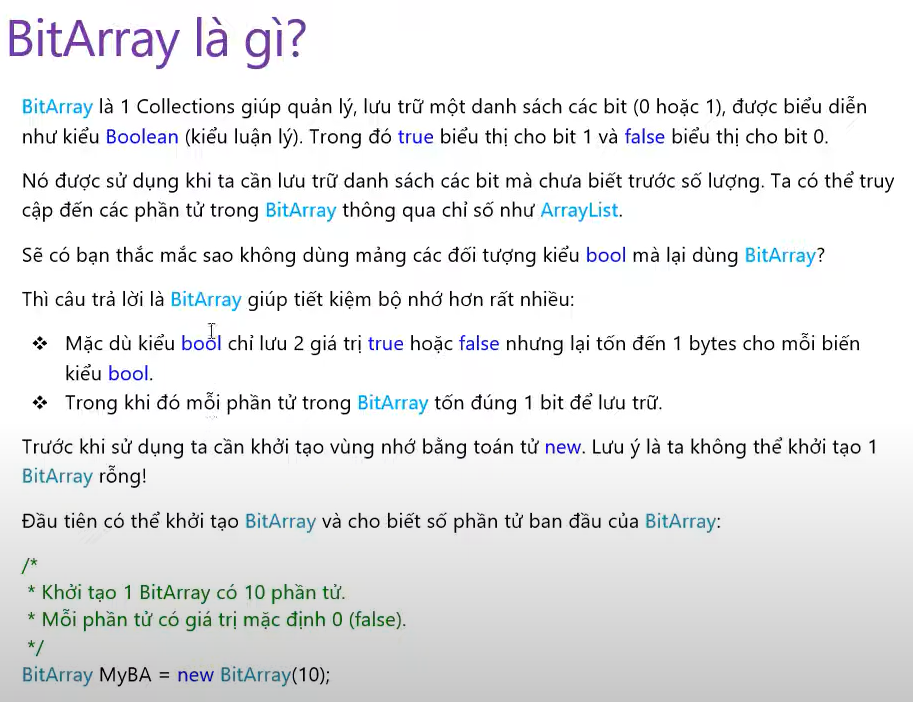 BitArray là gì?
BitArray là 1 Collections giúp quản lý, lưu trữ một danh sách các bit (0 hoặc 1), được biểu diễn
như kiểu Boolean (kiểu luận lý). Trong đó true biểu thị cho bit 1 và false biểu thị cho bit 0.
Nó được sử dụng khi ta cần lưu trữ danh sách các bit mà chưa biết trước số lượng. Ta có thể truy
cập đến các phần tử trong BitArray thông qua chỉ số như ArrayList.
Sẽ có bạn thắc mắc sao không dùng mảng các đối tượng kiểu bool mà lại dùng BitArray?
Thì câu trả lời là BitArray giúp tiết kiệm bộ nhớ hơn rất nhiều:
❖ Mặc dù kiểu bool chỉ lưu 2 giá trị true hoặc false nhưng lại tốn đến 1 bytes cho mỗi biến
kiểu bool.
❖ Trong khi đó mỗi phần tử trong BitArray tốn đúng 1 bit để lưu trữ.
Trước khi sử dụng ta cần khởi tạo vùng nhớ bằng toán tử new. Lưu ý là ta không thể khởi tạo 1
BitArray rỗng!
Đầu tiên có thể khởi tạo BitArray và cho biết số phần tử ban đầu của BitArray:
/*
* Khởi tạo 1 BitArray có 10 phần tử.
* Mỗi phần tử có giá trị mặc định 0 (false).
*/
BitArray MyBA = new BitArray(10);